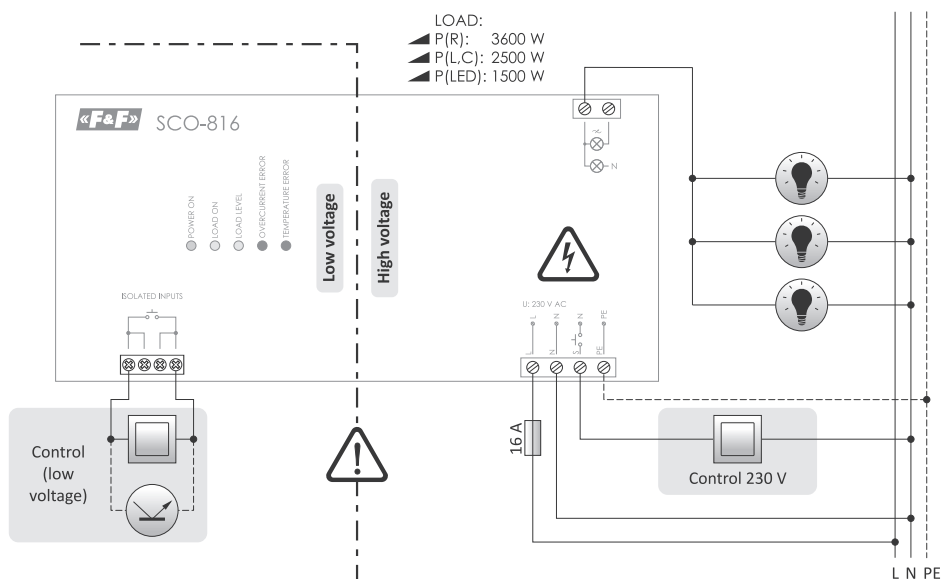 LOAD:
P(R): 3600 W
P(L,C): 2500 W
P(LED): 1500 W
«F&F» SCO-816
POWER ON
LOAD ON
LOAD LEVEL
OVERCURRENT ERROR
TEMPERATURE ERROR
Low voltage
High voltage
N
ISOLATED INPUTS
U: 230 V AC
L N N PE
L N S PE
16 A
Control
(low
voltage)
Control 230 V
L N PE